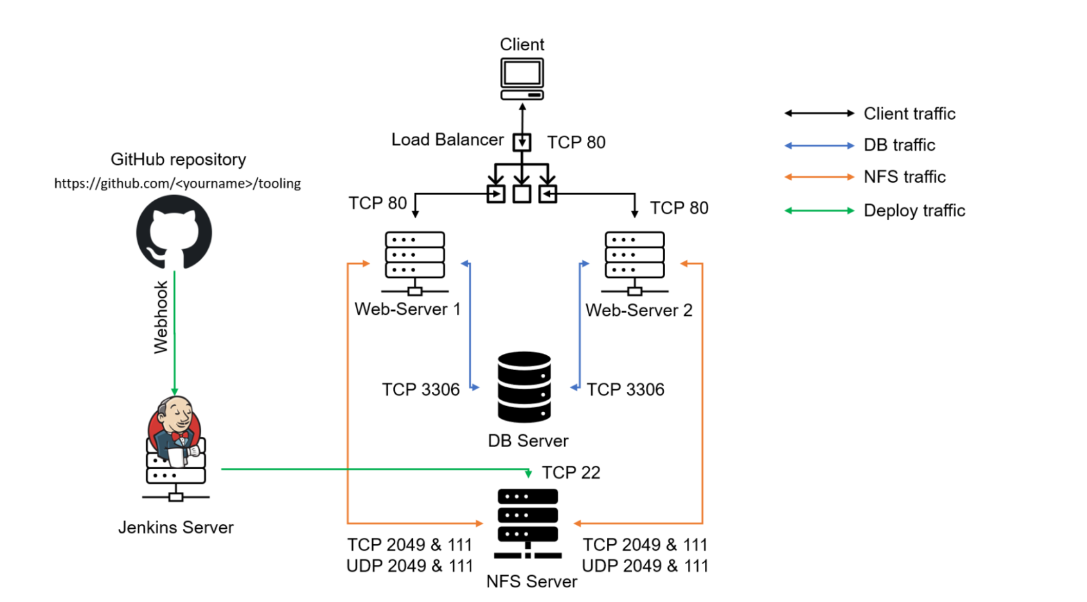 Client
Load Balancer
TCP 80
Client traffic
DB traffic
NFS traffic
Deploy traffic
GitHub repository
https://github.com/<yourname>/tooling
TCP 80
TCP 80
Webhook
Web-Server 1
Web-Server 2
TCP 3306
TCP 3306
DB Server
TCP 22
Jenkins Server
TCP 2049 & 111
UDP 2049 & 111
TCP 2049 & 111
UDP 2049 & 111
NFS Server